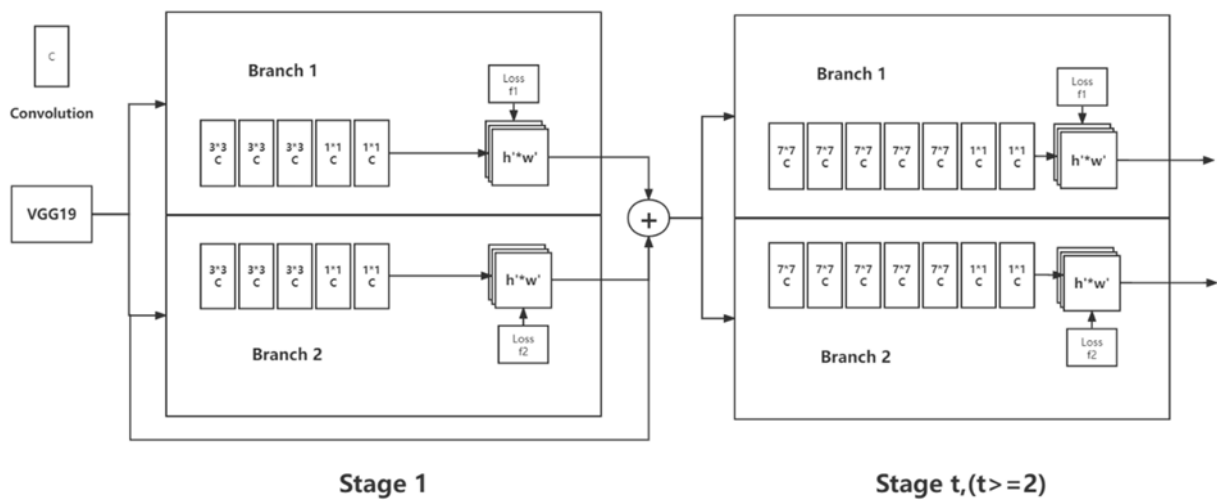 C
Convolution
VGG19
Branch 1
Loss
f1
3*3 3*3 3*3 1*1 1*1
C C C C C
h'*w'
3*3 3*3 3*3 1*1 1*1
C C C C C
h'*w'
Loss
f2
Branch 2
+
Branch 1
Loss
f1
7*7 7*7 7*7 7*7 7*7 1*1 1*1
C C C C C C C
h'*w'
7*7 7*7 7*7 7*7 7*7 1*1 1*1
C C C C C C C
h'*w'
Loss
f2
Branch 2
Stage 1
Stage t,(t>=2)